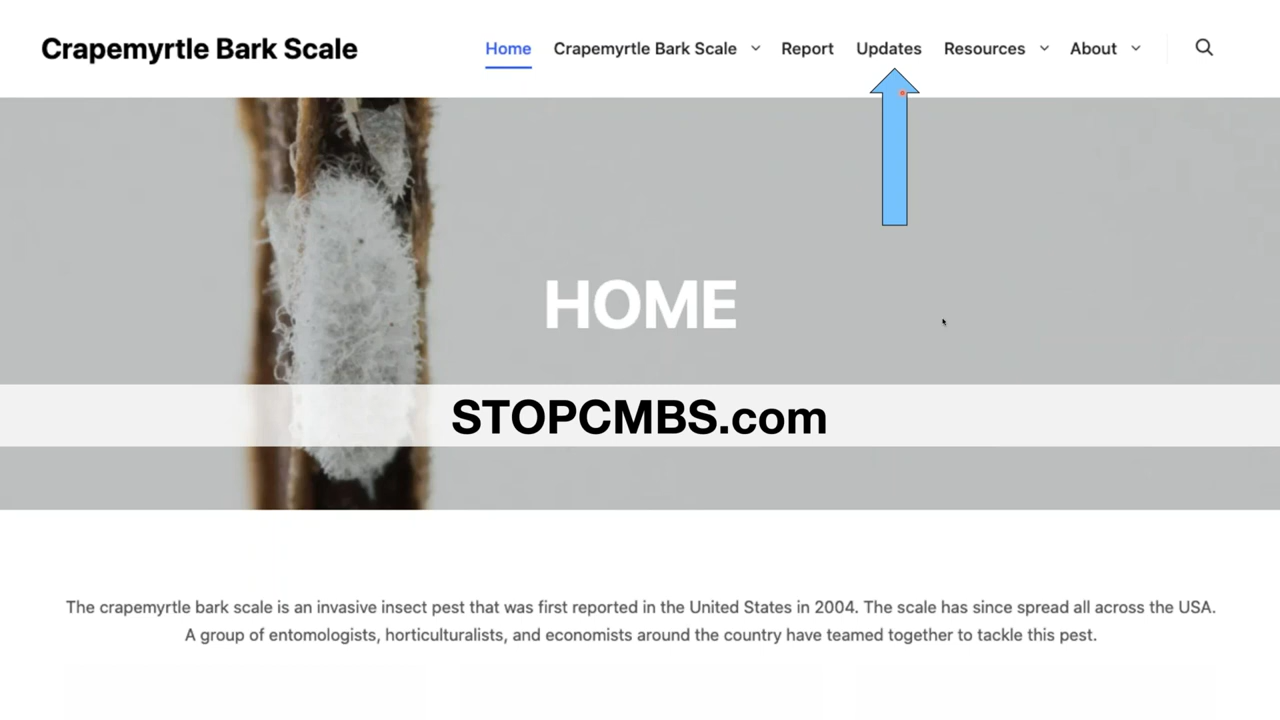 Crapemyrtle Bark Scale
Home Crapemyrtle Bark Scale Report Updates Resources About
HOME
STOPCMBS.com
The crapemyrtle bark scale is an invasive insect pest that was first reported in the United States in 2004. The scale has since spread all across the USA.
A group of entomologists, horticulturalists, and economists around the country have teamed together to tackle this pest.